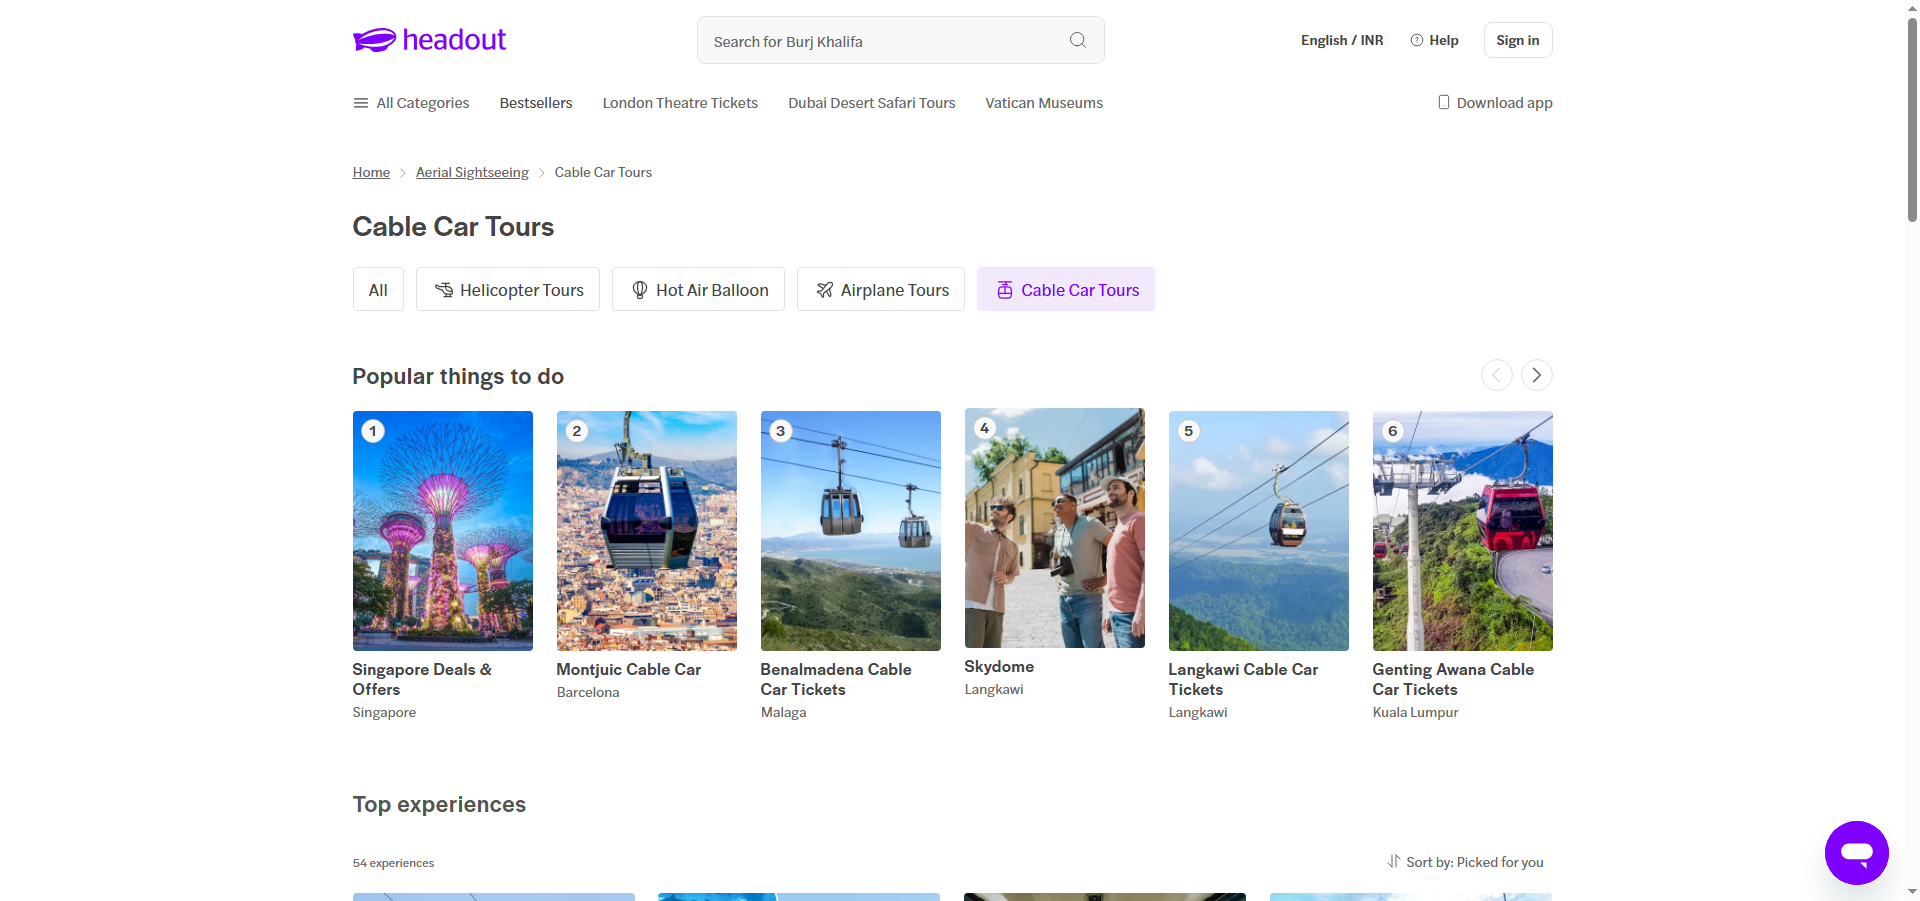 headout
Search for Burj Khalifa
English / INR
Help
Sign in
All Categories
Bestsellers
London Theatre Tickets
Dubai Desert Safari Tours
Vatican Museums
Download app
Home
Aerial Sightseeing
Cable Car Tours
Cable Car Tours
All
Helicopter Tours
Hot Air Balloon
Airplane Tours
Cable Car Tours
Popular things to do
1
2
3
4
5
6
Singapore Deals &
Offers
Singapore
Montjuic Cable Car
Barcelona
Benalmadena Cable
Car Tickets
Malaga
Skydome
Langkawi
Langkawi Cable Car
Tickets
Langkawi
Genting Awana Cable
Car Tickets
Kuala Lumpur
Top experiences
54 experiences
Sort by: Picked for you